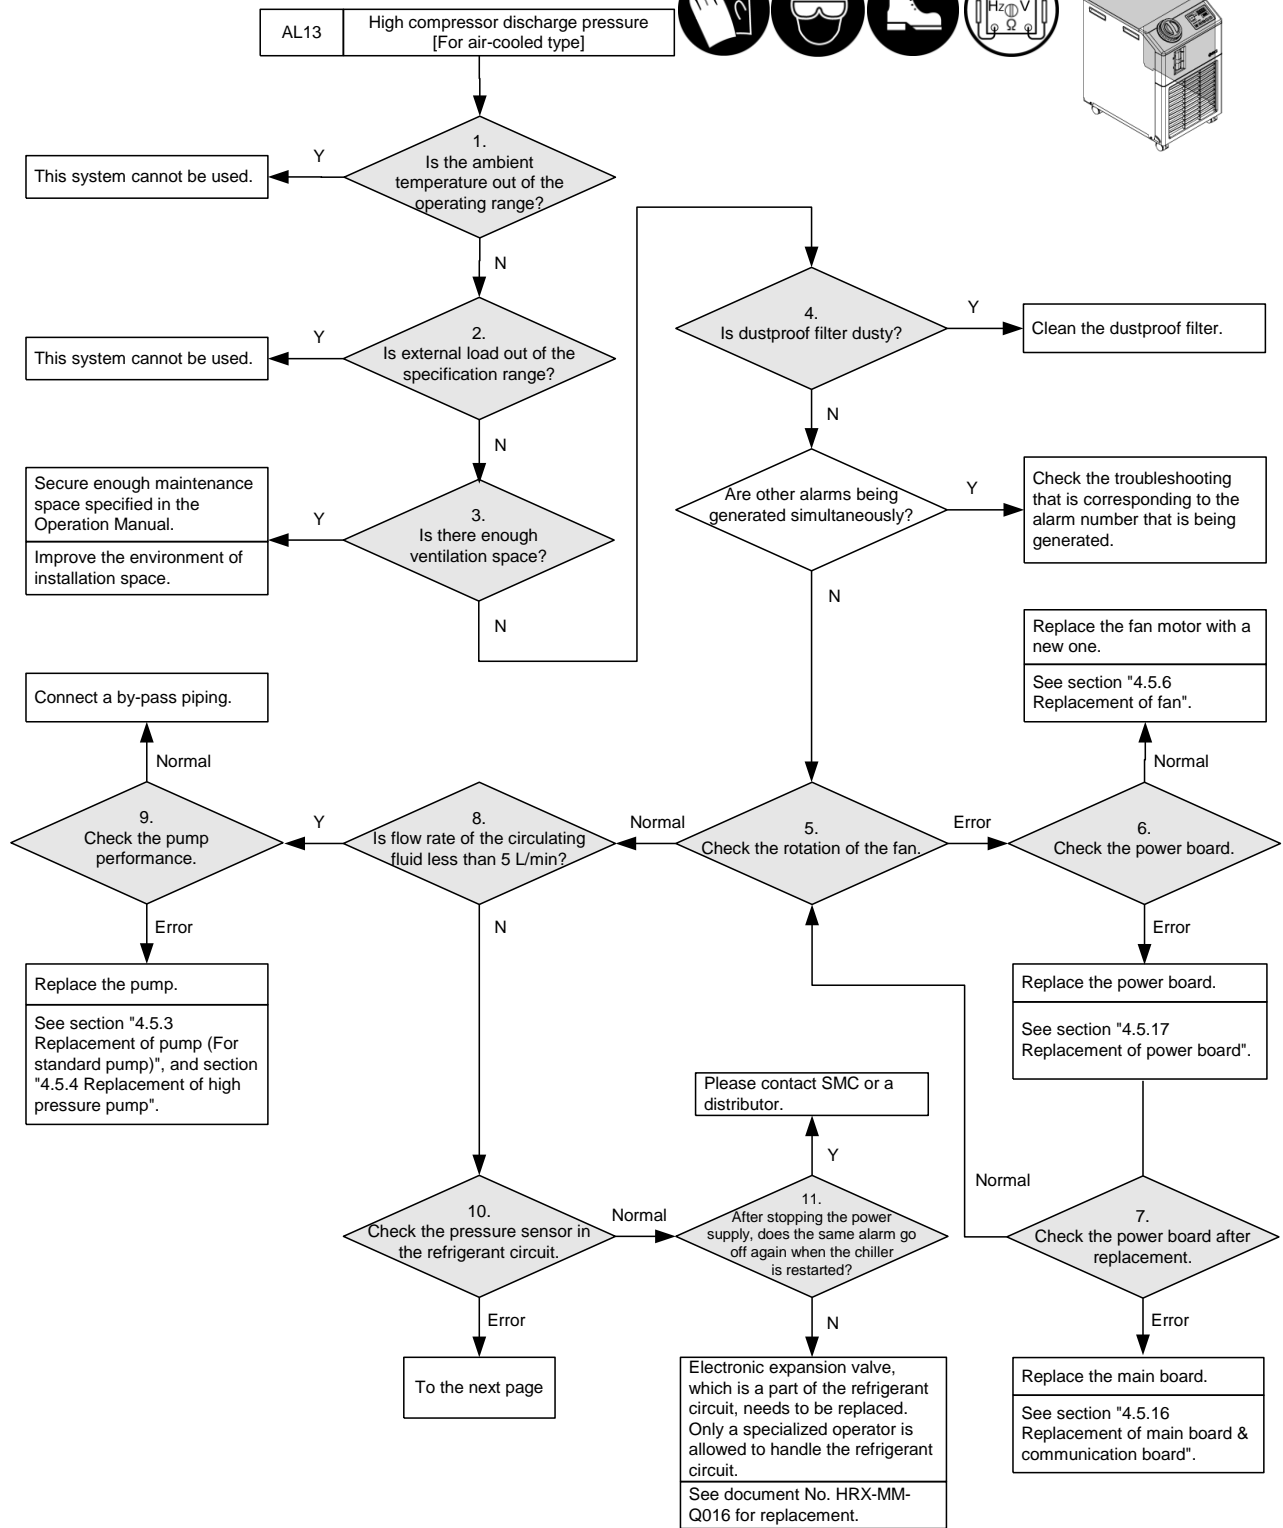 AL13
High compressor discharge pressure
[For air-cooled type]
Hz V
Ω
1.
Is the ambient
temperature out of the
operating range?
Y
This system cannot be used.
N
2.
Is external load out of the
specification range?
Y
This system cannot be used.
N
3.
Is there enough
ventilation space?
Y
Secure enough maintenance
space specified in the
Operation Manual.
Improve the environment of
installation space.
N
4.
Is dustproof filter dusty?
Y
Clean the dustproof filter.
N
Are other alarms being
generated simultaneously?
Y
Check the troubleshooting
that is corresponding to the
alarm number that is being
generated.
N
5.
Check the rotation of the fan.
Error
6.
Check the power board.
Normal
Replace the fan motor with a
new one.
See section "4.5.6
Replacement of fan".
Error
Replace the power board.
See section "4.5.17
Replacement of power board".
7.
Check the power board after
replacement.
Normal
Error
Replace the main board.
See section "4.5.16
Replacement of main board &
communication board".
Normal
8.
Is flow rate of the circulating
fluid less than 5 L/min?
Y
9.
Check the pump
performance.
Normal
Connect a by-pass piping.
Error
Replace the pump.
See section "4.5.3
Replacement of pump (For
standard pump)", and section
"4.5.4 Replacement of high
pressure pump".
N
10.
Check the pressure sensor in
the refrigerant circuit.
Error
To the next page
Normal
11.
After stopping the power
supply, does the same alarm go
off again when the chiller
is restarted?
Y
Please contact SMC or a
distributor.
N
Electronic expansion valve,
which is a part of the refrigerant
circuit, needs to be replaced.
Only a specialized operator is
allowed to handle the refrigerant
circuit.
See document No. HRX-MM-
Q016 for replacement.